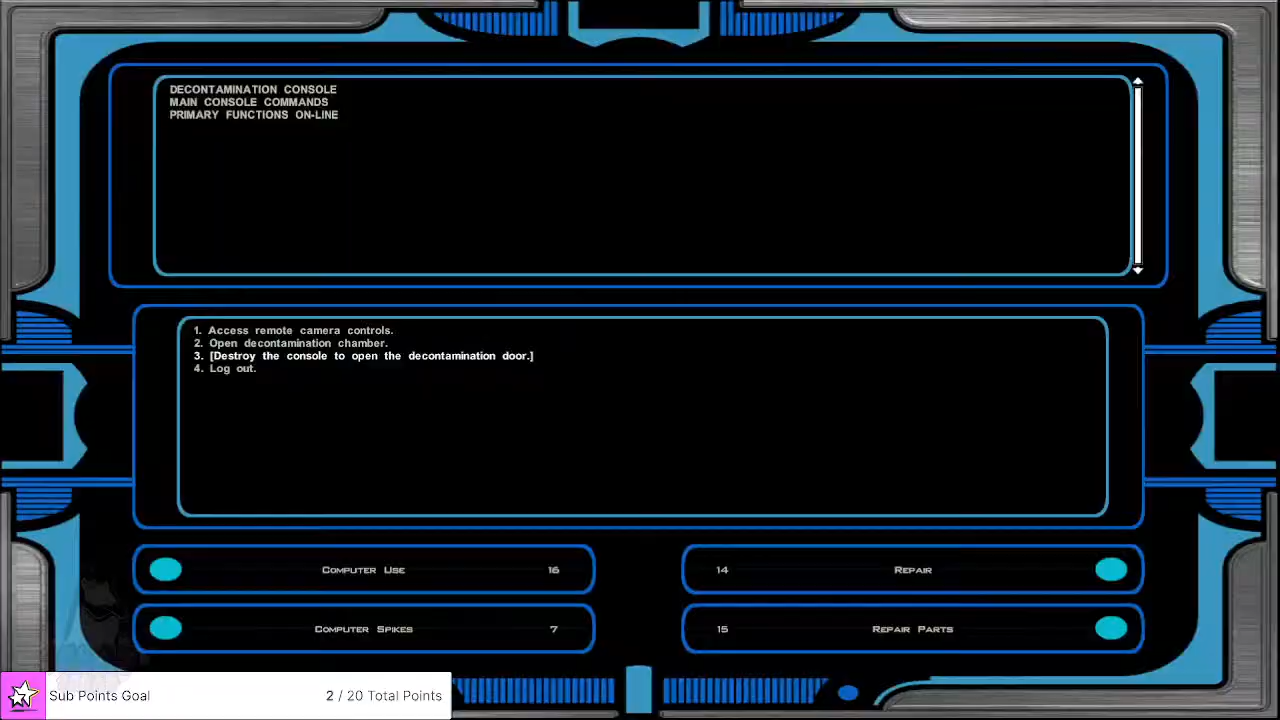 DECONTAMINATION CONSOLE
MAIN CONSOLE COMMANDS
PRIMARY FUNCTIONS ON-LINE
1. Access remote camera controls.
2. Open decontamination chamber.
3. [Destroy the console to open the decontamination door.]
4. Log out.
Computer Use 16
14 Repair
Computer Spikes 7
15 Repair Parts
Sub Points Goal 2 / 20 Total Points